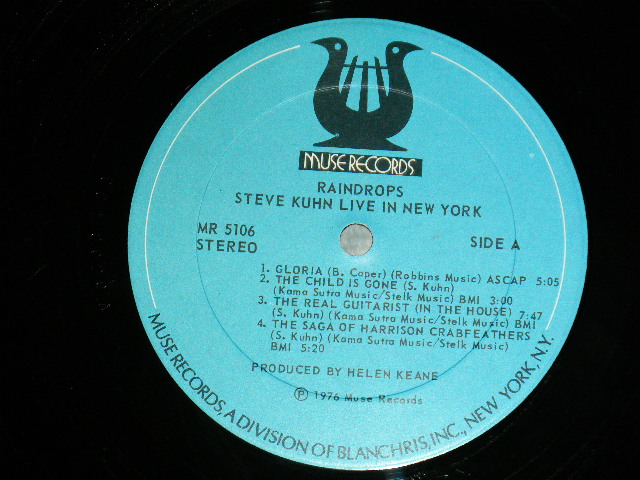 MUSE RECORDS
RAINDROPS
STEVE KUHN LIVE IN NEW YORK
MR 5106
STEREO
SIDE A
1. GLORIA (B. Caper) (Robbins Music) ASCAP 5:05
2. THE CHILD IS GONE (S. Kuhn)
(Kama Sutra Music/Stelk Music) BMI 3:00
3. THE REAL GUITARIST (IN THE HOUSE) 7:47
(S. Kuhn) (Kama Sutra Music/Stelk Music) BMI
4. THE SAGA OF HARRISON CRABFEATHERS
(S. Kuhn) (Kama Sutra Music/Stelk Music)
BMI 5:20
PRODUCED BY HELEN KEANE
Ⓟ 1976 Muse Records
MUSE RECORDS, A DIVISION OF BLANCHRIS, INC., NEW YORK, N.Y.